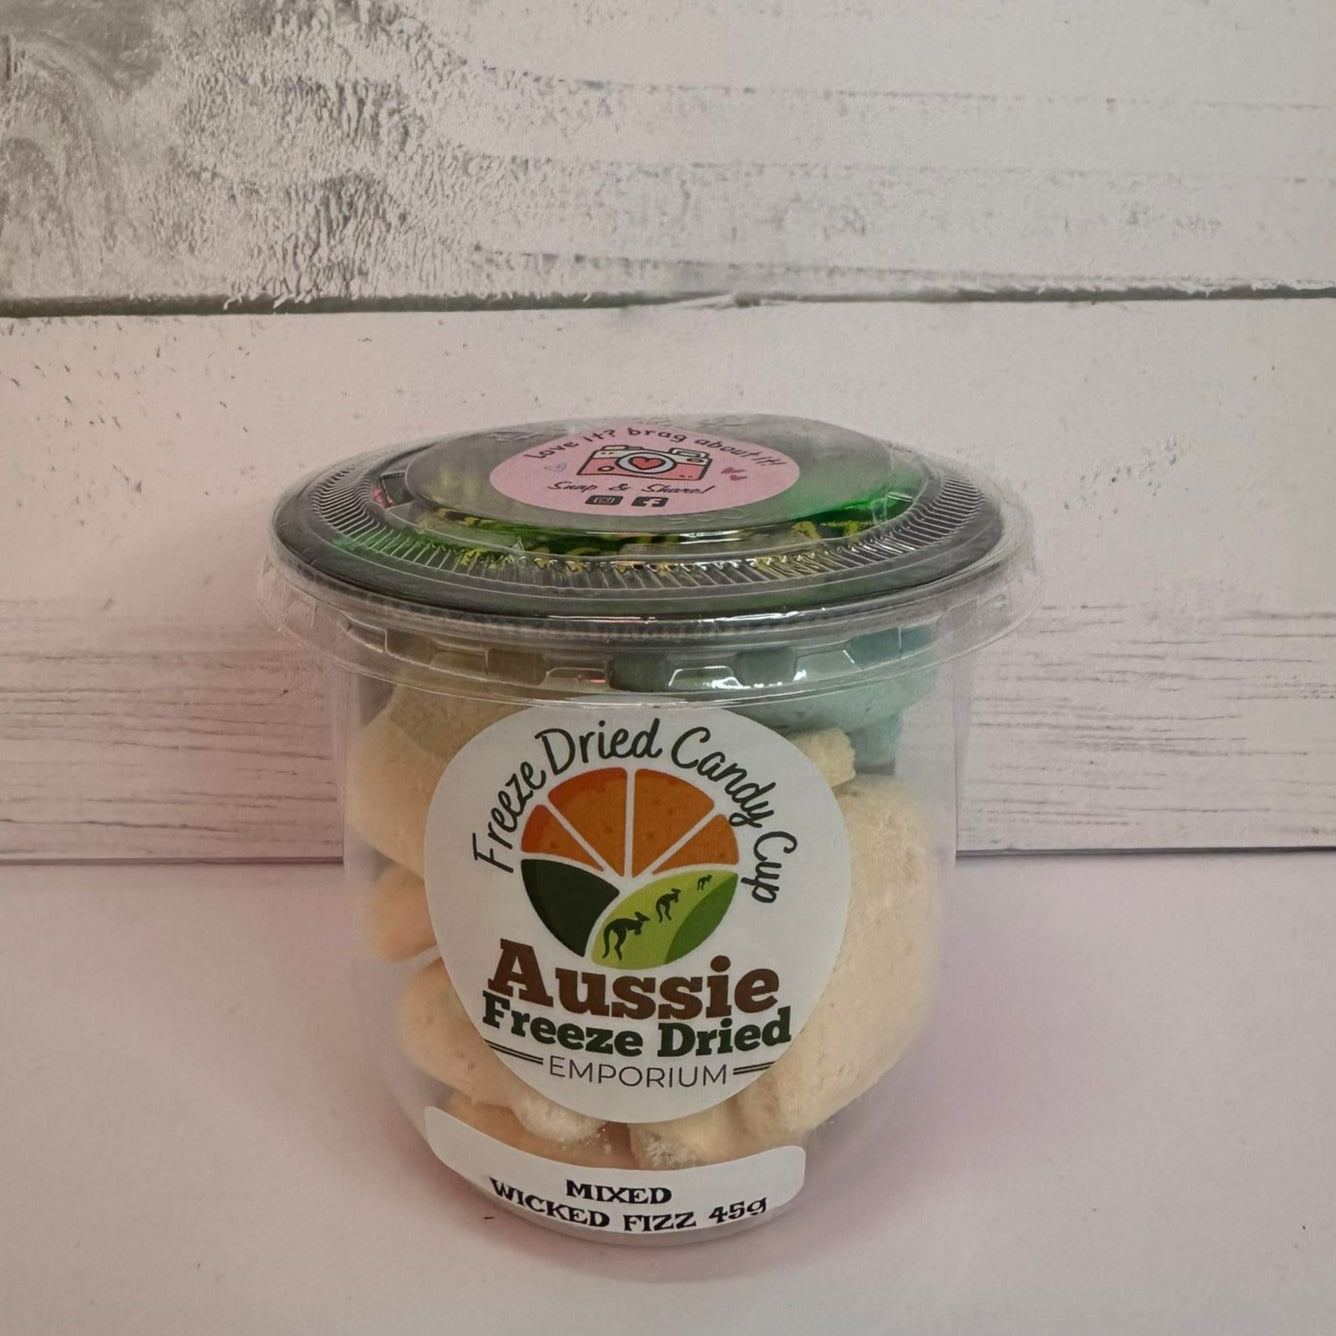 Love it? brag about it!
Snap & Share!
Freeze Dried Candy Cup
Aussie
Freeze Dried
EMPORIUM
MIXED
WICKED FIZZ 45g